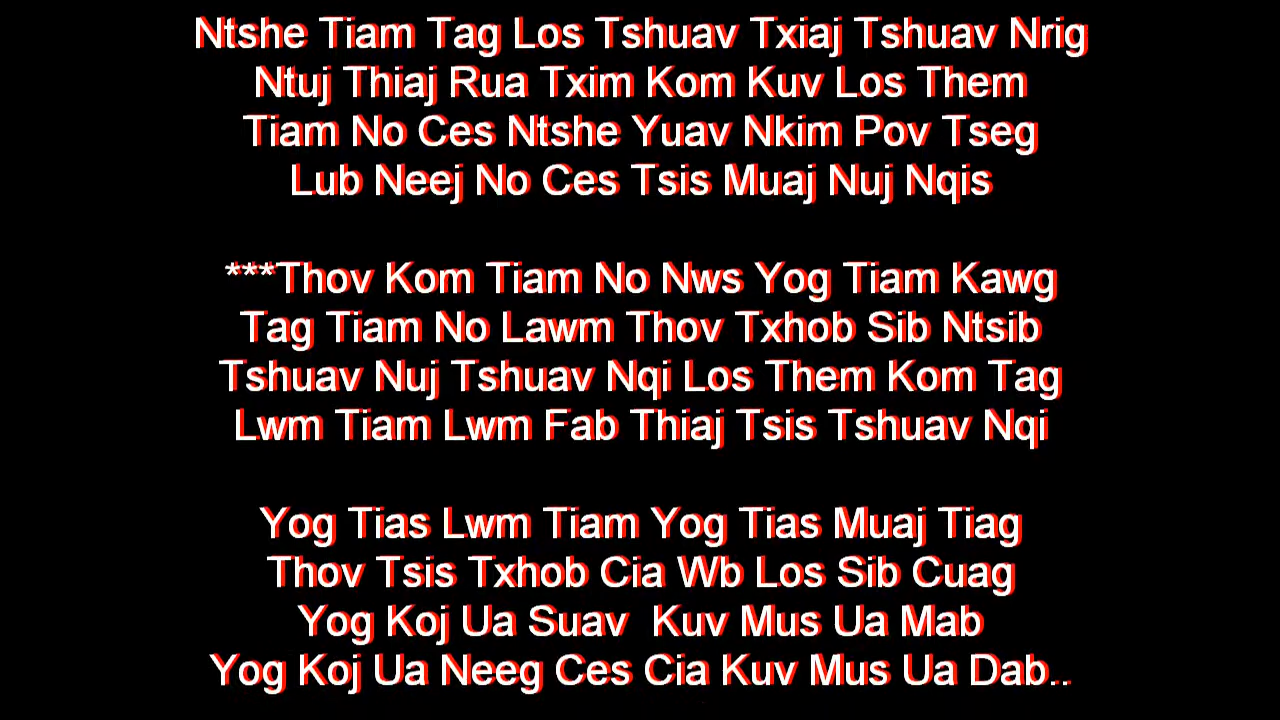 Ntshe Tiam Tag Los Tshuav Txiaj Tshuav Nrig
Ntuj Thiaj Rua Txim Kom Kuv Los Them
Tiam No Ces Ntshe Yuav Nkim Pov Tseg
Lub Neej No Ces Tsis Muaj Nuj Nqis
***Thov Kom Tiam No Nws Yog Tiam Kawg
Tag Tiam No Lawm Thov Txhob Sib Ntsib
Tshuav Nuj Tshuav Nqi Los Them Kom Tag
Lwm Tiam Lwm Fab Thiaj Tsis Tshuav Nqi
Yog Tias Lwm Tiam Yog Tias Muaj Tiag
Thov Tsis Txhob Cia Wb Los Sib Cuag
Yog Koj Ua Suav  Kuv Mus Ua Mab
Yog Koj Ua Neeg Ces Cia Kuv Mus Ua Dab..